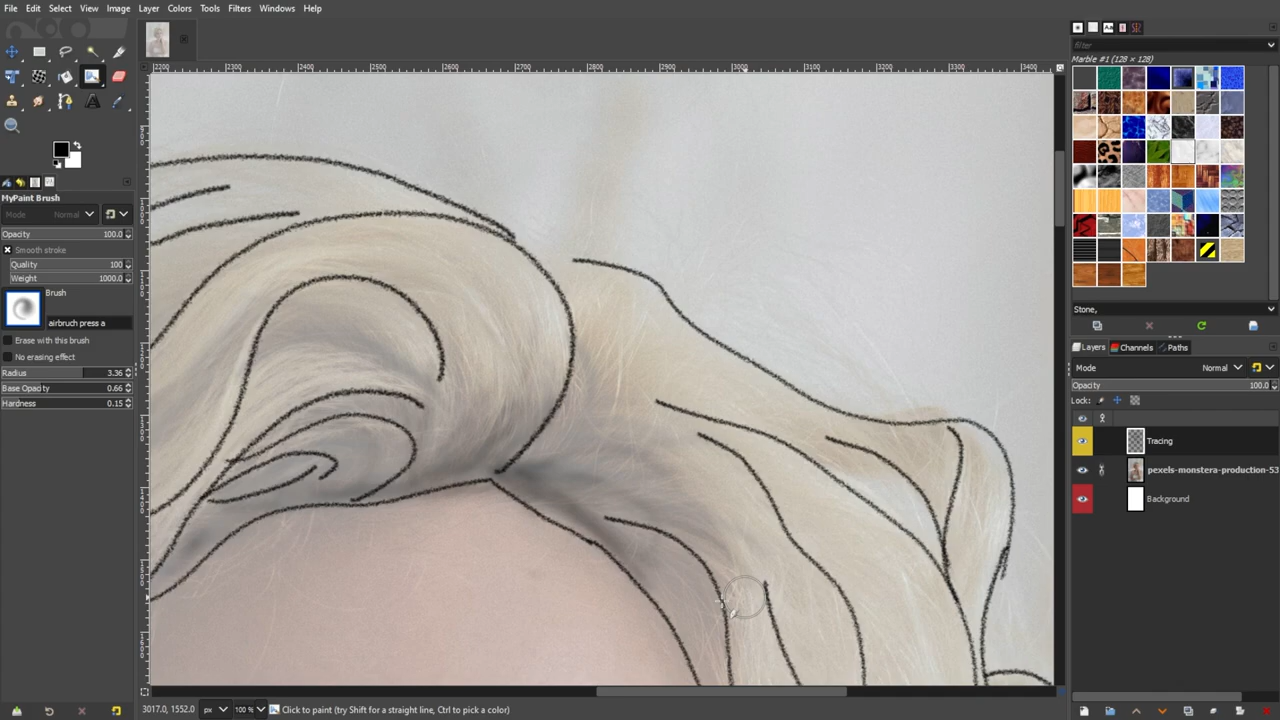 File Edit Select View Image Layer Colors Tools Filters Windows Help
2200 2300 2400 2500 2600 2700 2800 2900 3000 3100 3200 3300 3400
filter
Marble #1 (128 × 128)
MyPaint Brush
Mode Normal
Opacity 100.0
Smooth stroke
Quality 100
Weight 1000.0
Brush
airbruch press a
Erase with this brush
No erasing effect
Radius 3.36
Base Opacity 0.66
Hardness 0.15
Stone,
Layers Channels Paths
Mode Normal
Opacity 100.0
Lock:
Tracing
pexels-monstera-production-53
Background
3017.0, 1552.0 px 100 % Click to paint (try Shift for a straight line, Ctrl to pick a color)